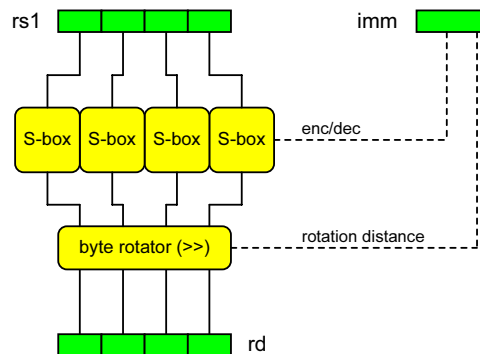 rs1
imm
S-box S-box S-box S-box
enc/dec
rotation distance
byte rotator (>>)
rd